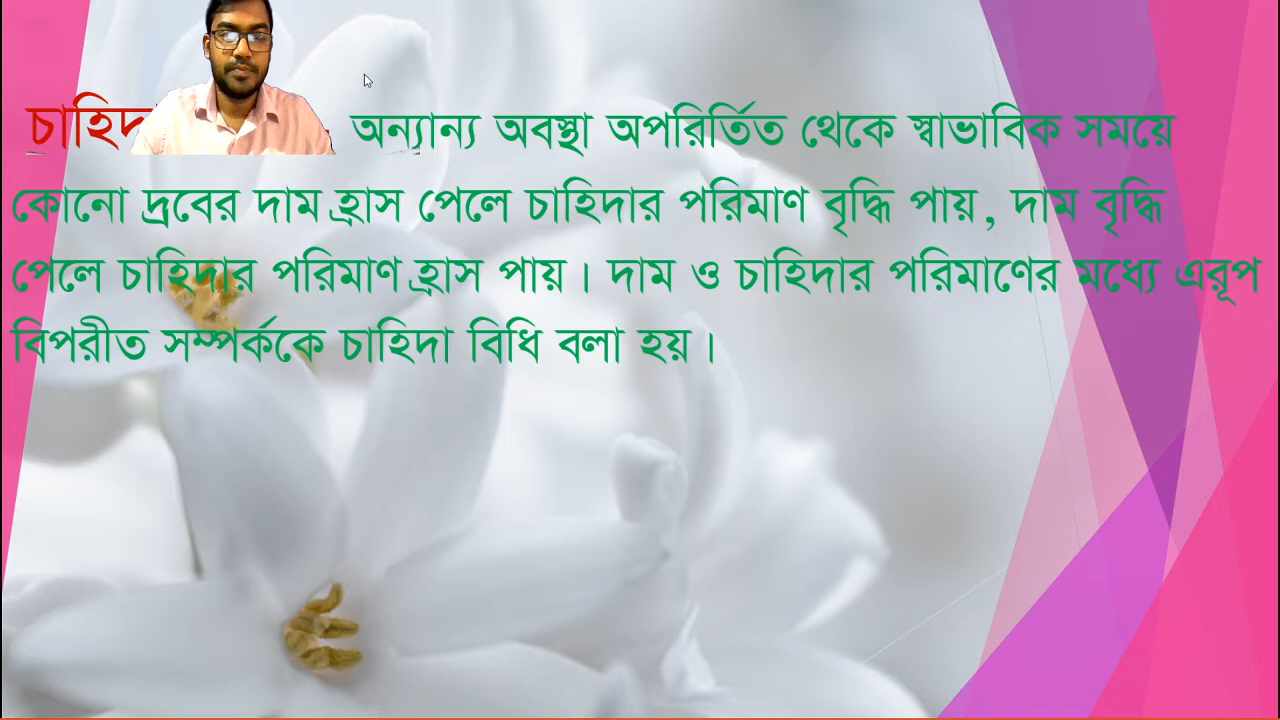 অন্যান্য অবস্থা অপরির্তিত থেকে স্বাভাবিক সময়ে
কোনো দ্রবের দাম হ্রাস পেলে চাহিদার পরিমাণ বৃদ্ধি পায়, দাম বৃদ্ধি
পেলে চাহিদার পরিমাণ হ্রাস পায়। দাম ও চাহিদার পরিমাণের মধ্যে এরূপ
বিপরীত সম্পর্ককে চাহিদা বিধি বলা হয়।